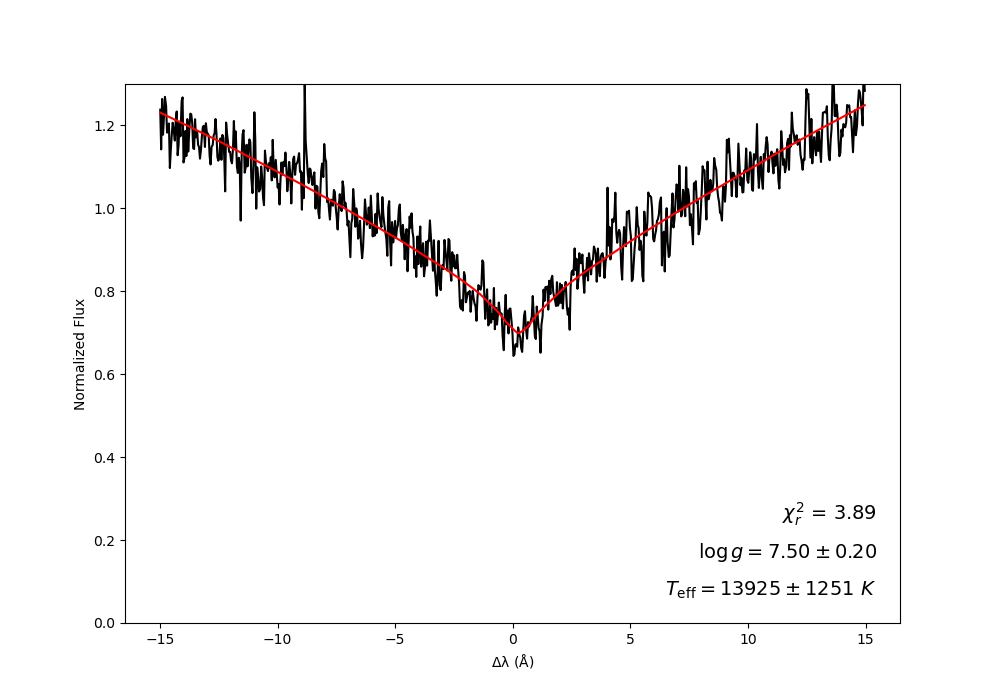 1.2
1.0
0.8
0.6
0.4
0.2
0.0
Normalized Flux
χ²ᵣ = 3.89
log g = 7.50 ± 0.20
T_eff = 13925 ± 1251 K
−15 −10 −5 0 5 10 15
Δλ (Å)